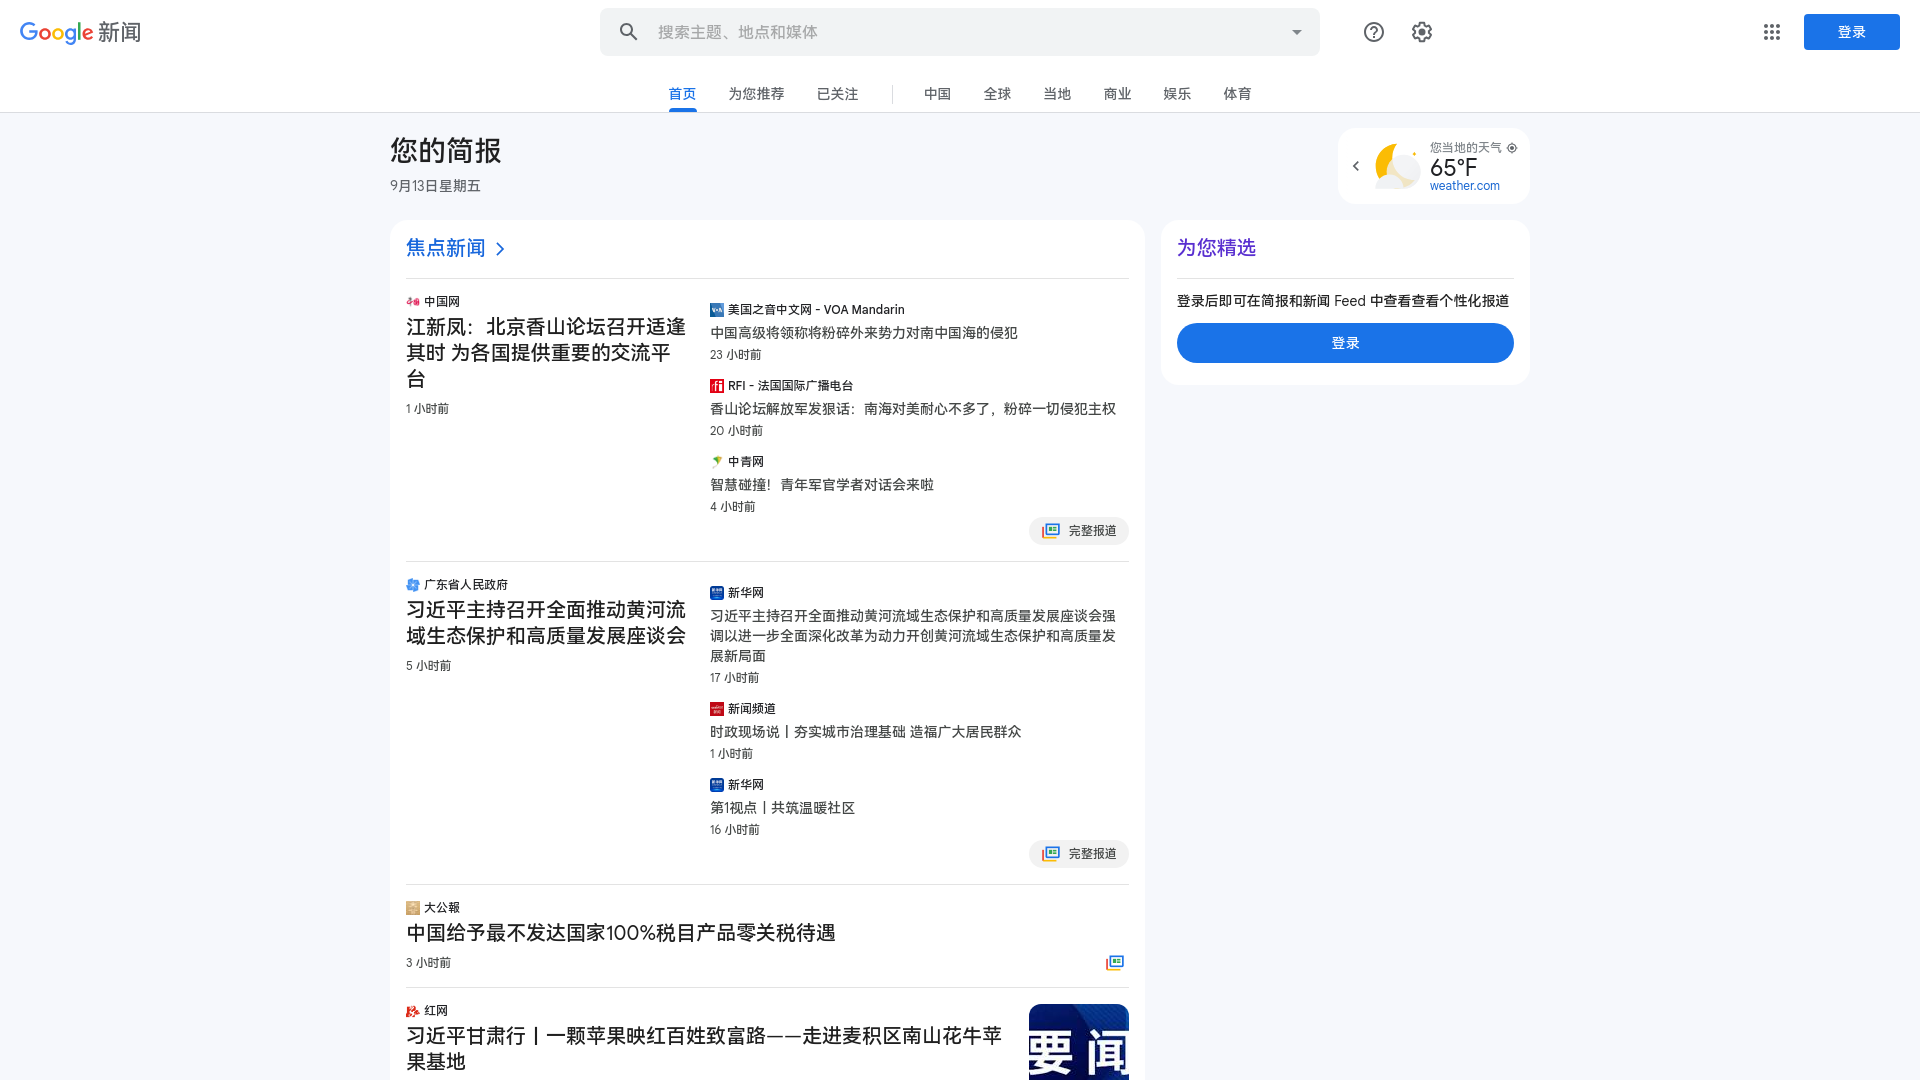 Google 新闻
搜索主题、地点和媒体
登录
首页 为您推荐 已关注 中国 全球 当地 商业 娱乐 体育
您的简报
9月13日星期五
您当地的天气
65°F
weather.com
焦点新闻
中国网
江新凤：北京香山论坛召开适逢
其时 为各国提供重要的交流平
台
1 小时前
美国之音中文网 - VOA Mandarin
中国高级将领称将粉碎外来势力对南中国海的侵犯
23 小时前
RFI - 法国国际广播电台
香山论坛解放军发狠话：南海对美耐心不多了，粉碎一切侵犯主权
20 小时前
中青网
智慧碰撞！青年军官学者对话会来啦
4 小时前
完整报道
广东省人民政府
习近平主持召开全面推动黄河流
域生态保护和高质量发展座谈会
5 小时前
新华网
习近平主持召开全面推动黄河流域生态保护和高质量发展座谈会强
调以进一步全面深化改革为动力开创黄河流域生态保护和高质量发
展新局面
17 小时前
新闻频道
时政现场说丨夯实城市治理基础 造福广大居民群众
1 小时前
新华网
第1视点丨共筑温暖社区
16 小时前
完整报道
大公報
中国给予最不发达国家100%税目产品零关税待遇
3 小时前
红网
习近平甘肃行丨一颗苹果映红百姓致富路——走进麦积区南山花牛苹
果基地
要闻
为您精选
登录后即可在简报和新闻 Feed 中查看查看个性化报道
登录